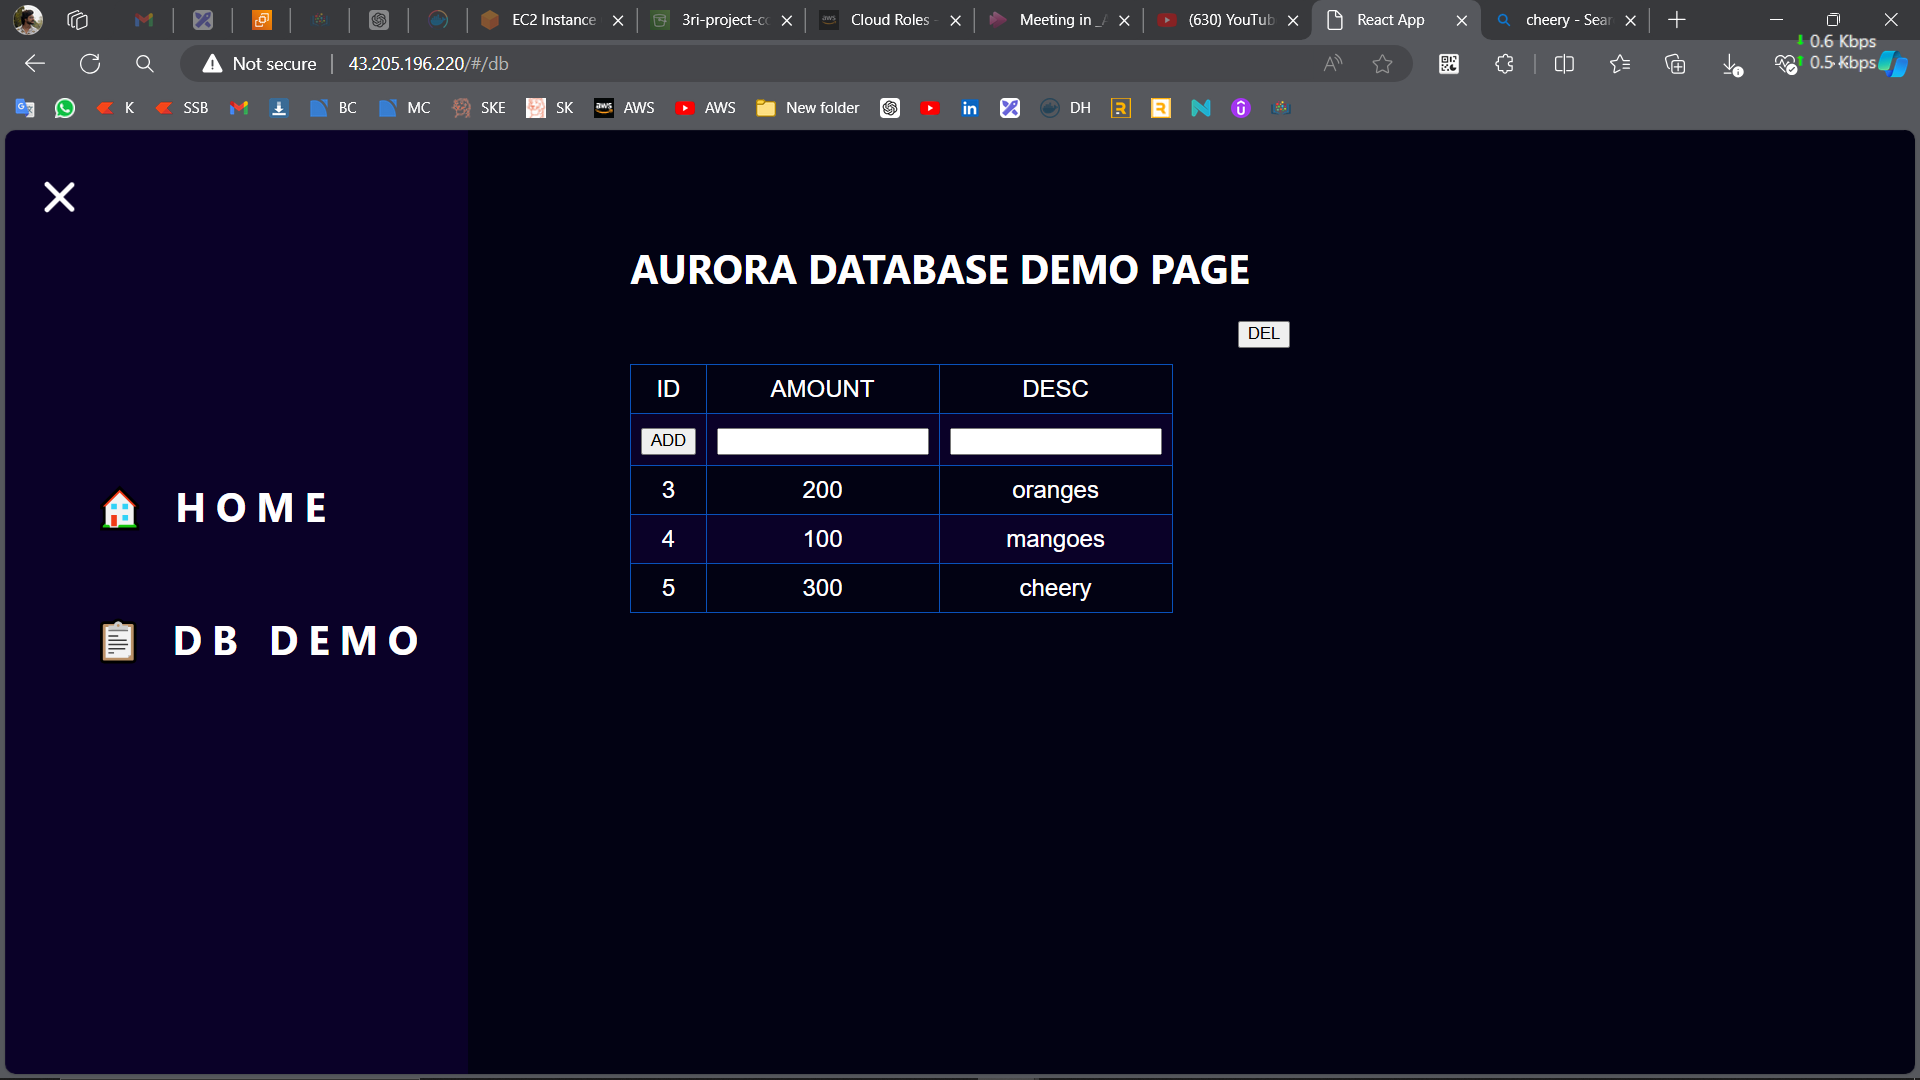 EC2 Instance
3ri-project-co
Cloud Roles -
Meeting in _
(630) YouTub
React App
cheery - Sear
0.6 Kbps
0.5 Kbps
Not secure
43.205.196.220/#/db
K
SSB
BC
MC
SKE
SK
AWS
AWS
New folder
DH
AURORA DATABASE DEMO PAGE
DEL
ID AMOUNT DESC
ADD
3 200 oranges
4 100 mangoes
5 300 cheery
HOME
DB DEMO